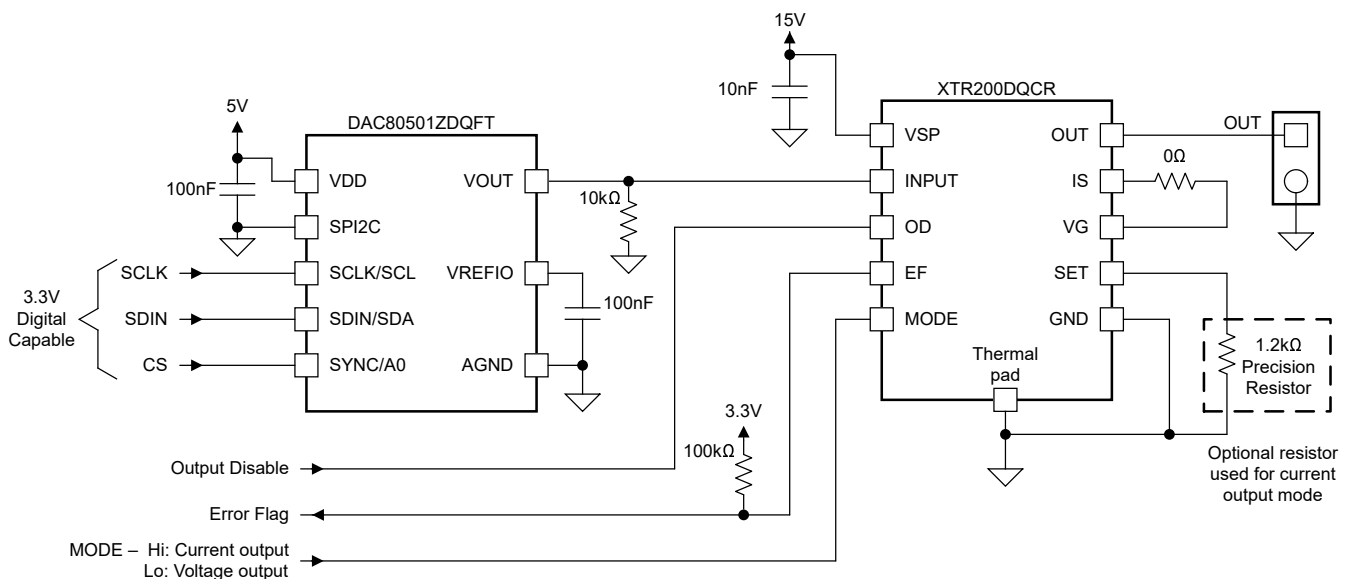 15V
10nF
XTR200DQCR
5V
DAC80501ZDQFT
VSP
OUT
OUT
0Ω
100nF
VDD
VOUT
INPUT
IS
10kΩ
SPI2C
OD
VG
SCLK
SCLK/SCL
VREFIO
EF
SET
3.3V
Digital
Capable
100nF
SDIN
SDIN/SDA
MODE
GND
CS
SYNC/A0
AGND
Thermal
pad
1.2kΩ
Precision
Resistor
3.3V
100kΩ
Optional resistor
used for current
output mode
Output Disable
Error Flag
MODE – Hi: Current output
Lo: Voltage output